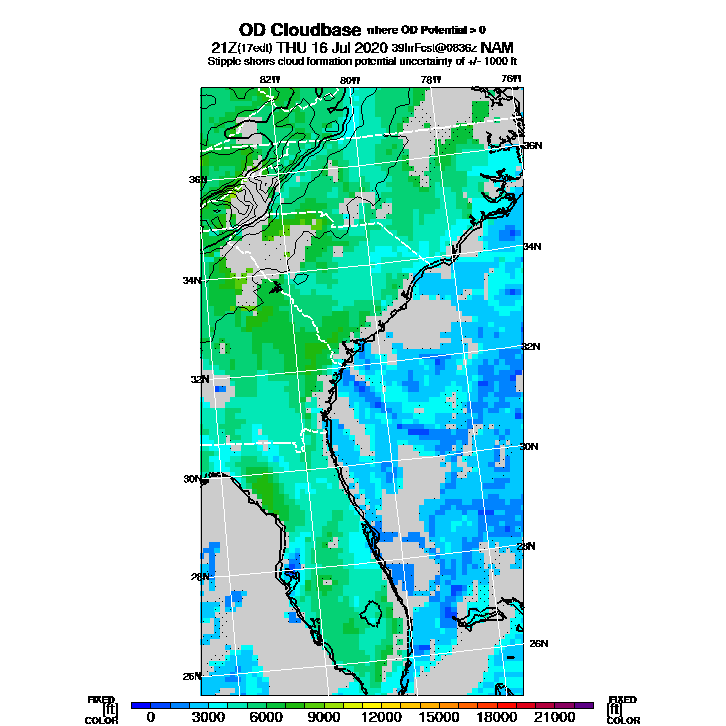 OD Cloudbase where OD Potential > 0
21Z(17edt) THU 16 Jul 2020 39hrFcst@0836z NAM
Stipple shows cloud formation potential uncertainty of +/- 1000 ft
82W 80W 78W 76W
36N
36N
34N
34N
32N
32N
30N
30N
28N
28N
26N
26N
FIXED FIXED
[ft] [ft]
COLOR COLOR
0 3000 6000 9000 12000 15000 18000 21000